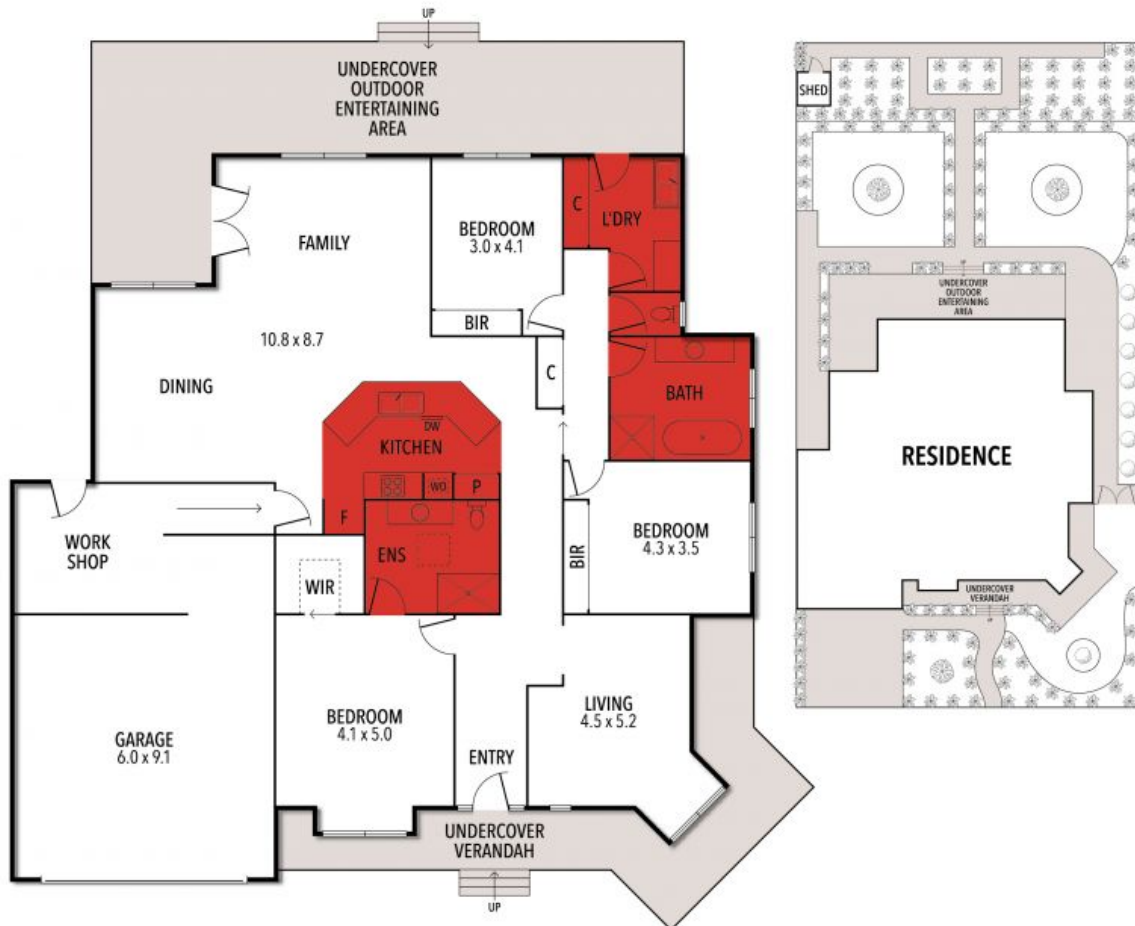 UP
UNDERCOVER
OUTDOOR
ENTERTAINING
AREA
FAMILY
BEDROOM
3.0 x 4.1
C
L'DRY
BIR
10.8 x 8.7
DINING
C
BATH
DW
KITCHEN
WO
P
F
ENS
WIR
WORK
SHOP
BEDROOM
4.3 x 3.5
BIR
BEDROOM
4.1 x 5.0
LIVING
4.5 x 5.2
GARAGE
6.0 x 9.1
ENTRY
UNDERCOVER
VERANDAH
UP
SHED
UP
UNDERCOVER
OUTDOOR
ENTERTAINING
AREA
RESIDENCE
UNDERCOVER
VERANDAH